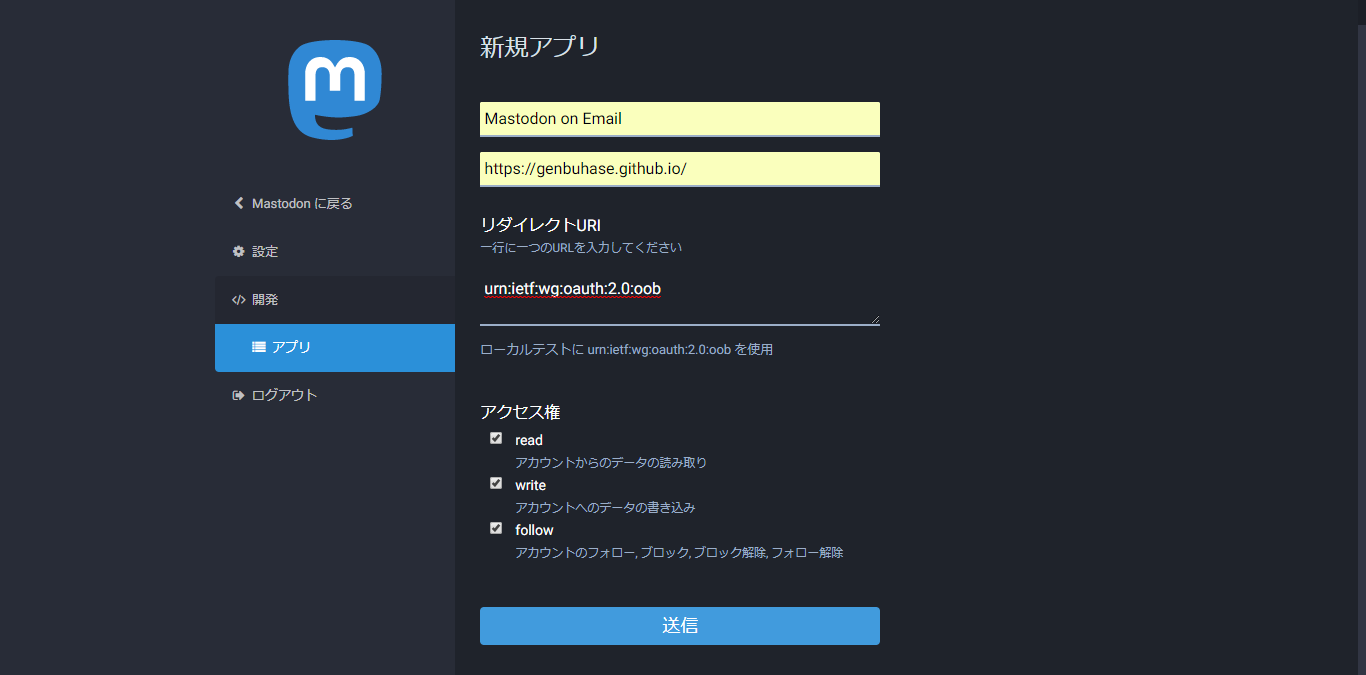 Mastodon に戻る
設定
開発
アプリ
ログアウト
新規アプリ
Mastodon on Email
https://genbuhase.github.io/
リダイレクトURI
一行に一つのURLを入力してください
urn:ietf:wg:oauth:2.0:oob
ローカルテストに urn:ietf:wg:oauth:2.0:oob を使用
アクセス権
read
アカウントからのデータの読み取り
write
アカウントへのデータの書き込み
follow
アカウントのフォロー, ブロック, ブロック解除, フォロー解除
送信